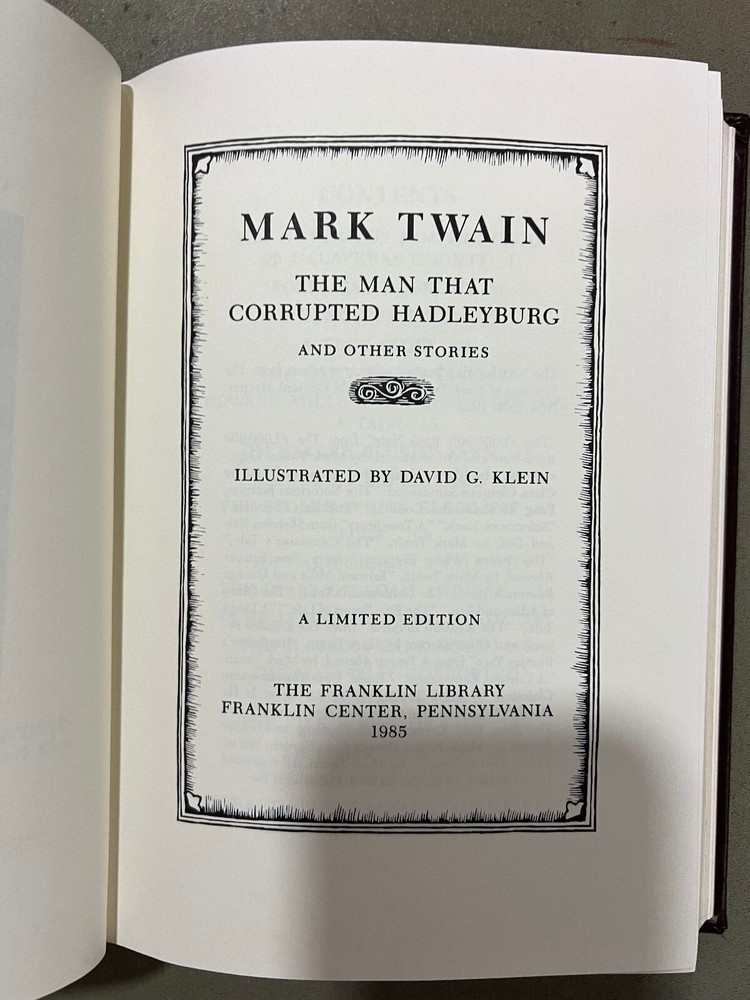 MARK TWAIN
THE MAN THAT
CORRUPTED HADLEYBURG
AND OTHER STORIES
ILLUSTRATED BY DAVID G. KLEIN
A LIMITED EDITION
THE FRANKLIN LIBRARY
FRANKLIN CENTER, PENNSYLVANIA
1985